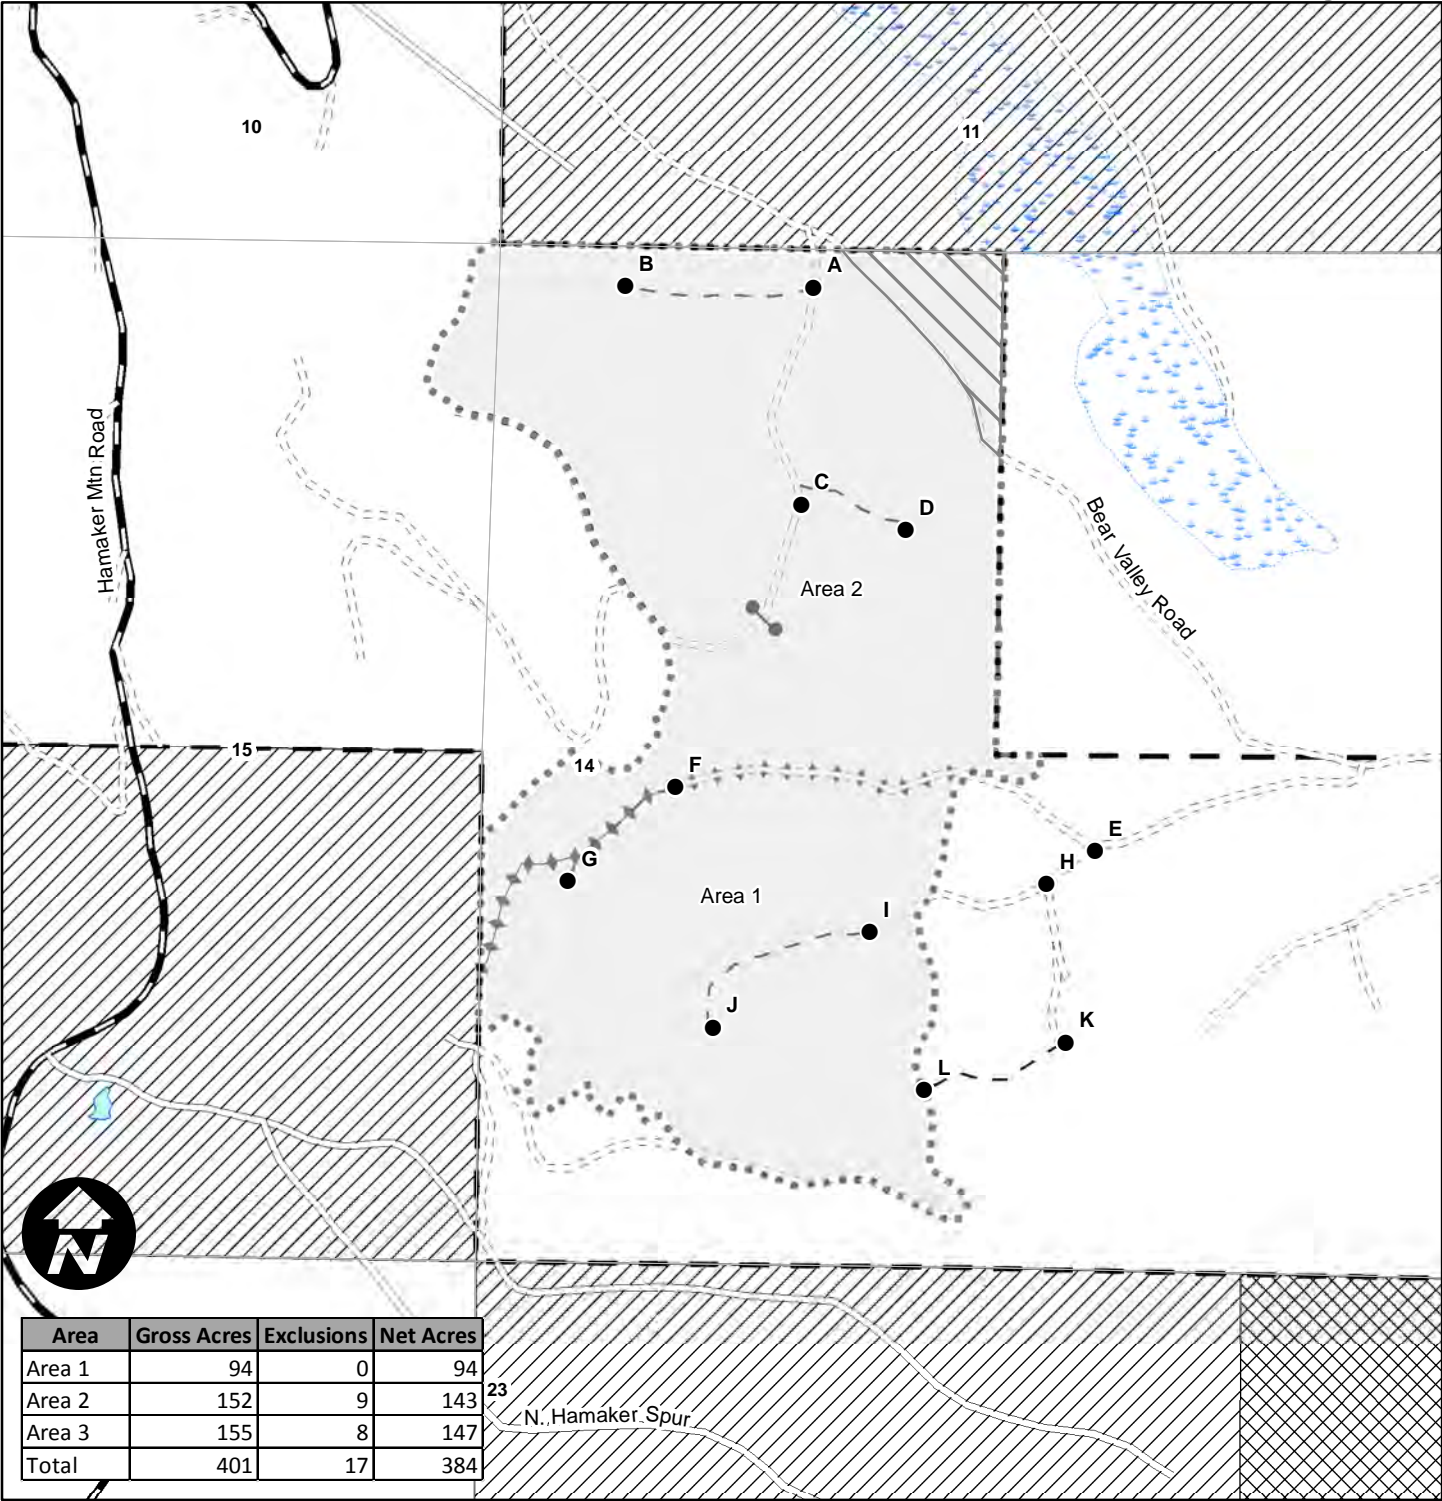 10
11
B
A
Hamaker Mtn Road
C
D
Area 2
Bear Valley Road
15
14
F
E
G
H
Area 1
I
J
K
L
N
Area Gross Acres Exclusions Net Acres
Area 1 94 0 94
Area 2 152 9 143
Area 3 155 8 147
Total 401 17 384
23
N. Hamaker Spur